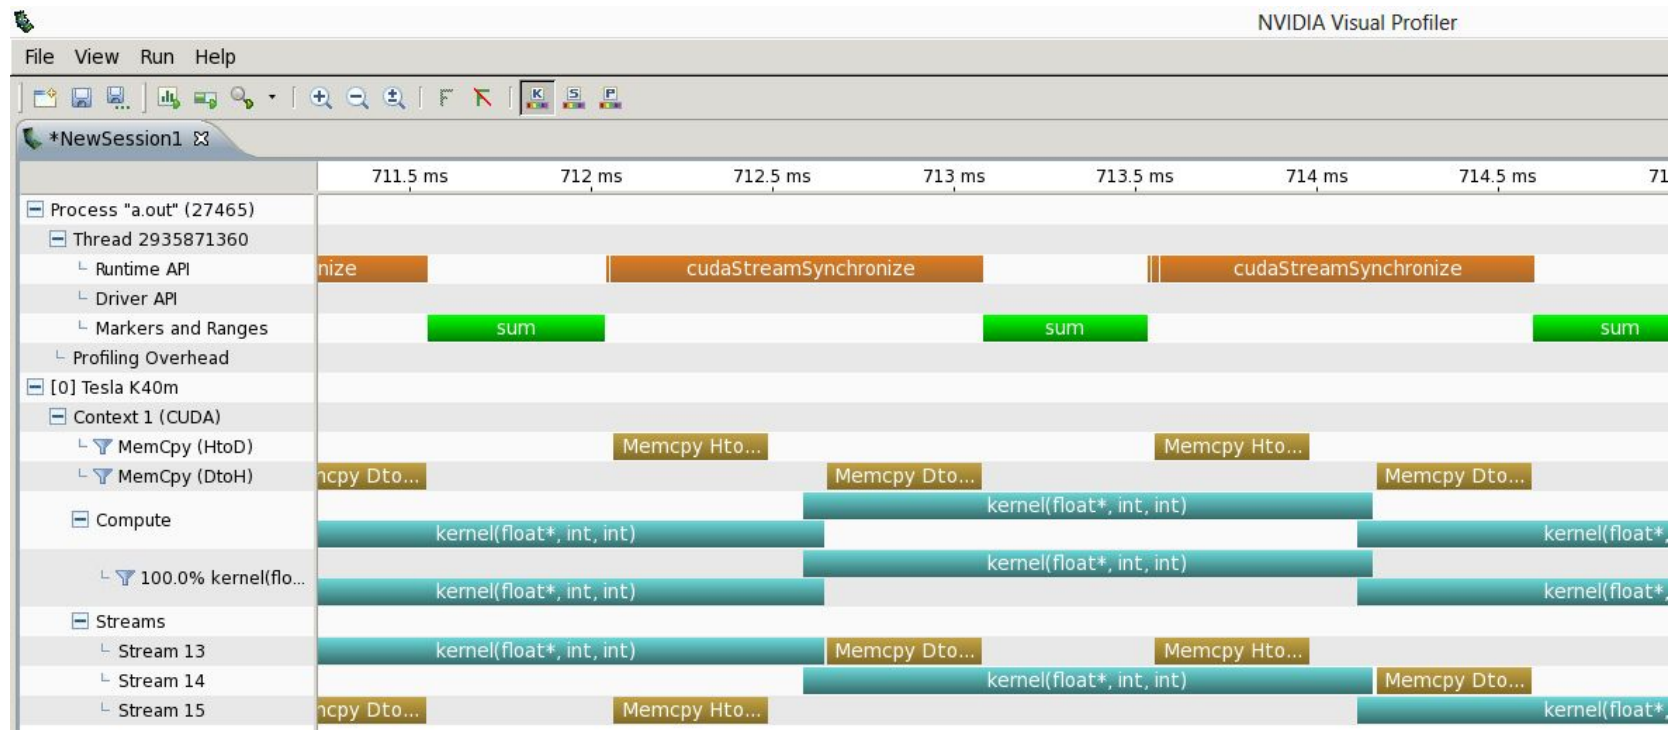 NVIDIA Visual Profiler
File View Run Help
*NewSession1
711.5 ms 712 ms 712.5 ms 713 ms 713.5 ms 714 ms 714.5 ms 71
Process "a.out" (27465)
Thread 2935871360
Runtime API nize cudaStreamSynchronize cudaStreamSynchronize
Driver API
Markers and Ranges sum sum sum
Profiling Overhead
[0] Tesla K40m
Context 1 (CUDA)
MemCpy (HtoD) Memcpy Hto... Memcpy Hto...
MemCpy (DtoH) ncpy Dto... Memcpy Dto... Memcpy Dto...
kernel(float*, int, int)
Compute
kernel(float*, int, int) kernel(float*,
kernel(float*, int, int)
100.0% kernel(flo...
kernel(float*, int, int) kernel(float*,
Streams
Stream 13 kernel(float*, int, int) Memcpy Dto... Memcpy Hto...
Stream 14 kernel(float*, int, int) Memcpy Dto...
Stream 15 ncpy Dto... Memcpy Hto... kernel(float*,